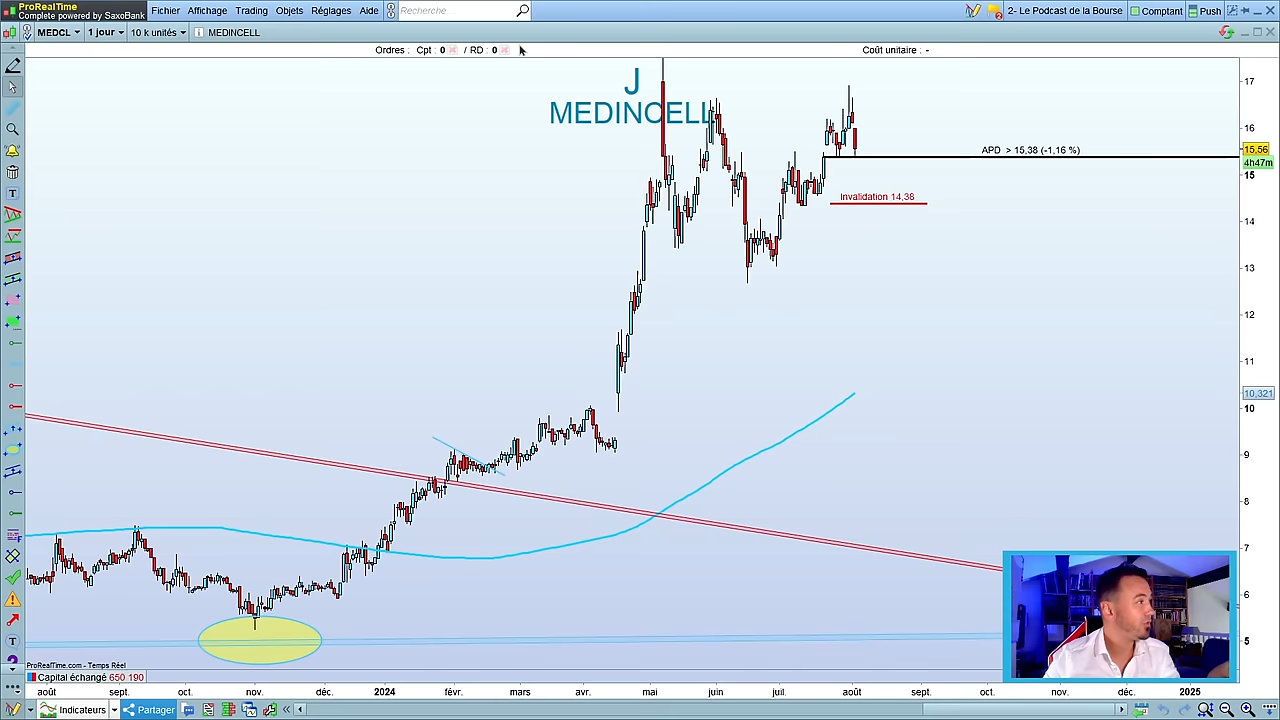 ProRealTime
Complete powered by SaxoBank
Fichier Affichage Trading Objets Réglages Aide Recherche 2 2- Le Podcast de la Bourse Comptant Push
MEDCL 1 jour 10 k unités i MEDINCELL
Ordres : Cpt : 0 / RD : 0 Coût unitaire : -
J
MEDINCELL
17
16
APD > 15,38 (-1,16 %)
15,56
4h47m
15
Invalidation 14,38
14
13
12
11
10,321
10
9
8
7
6
5
ProRealTime.com - Temps Réel
Capital échangé 650 190
août sept. oct. nov. déc. 2024 févr. mars avr. mai juin juil. août sept. oct. nov. déc. 2025
Indicateurs Partager